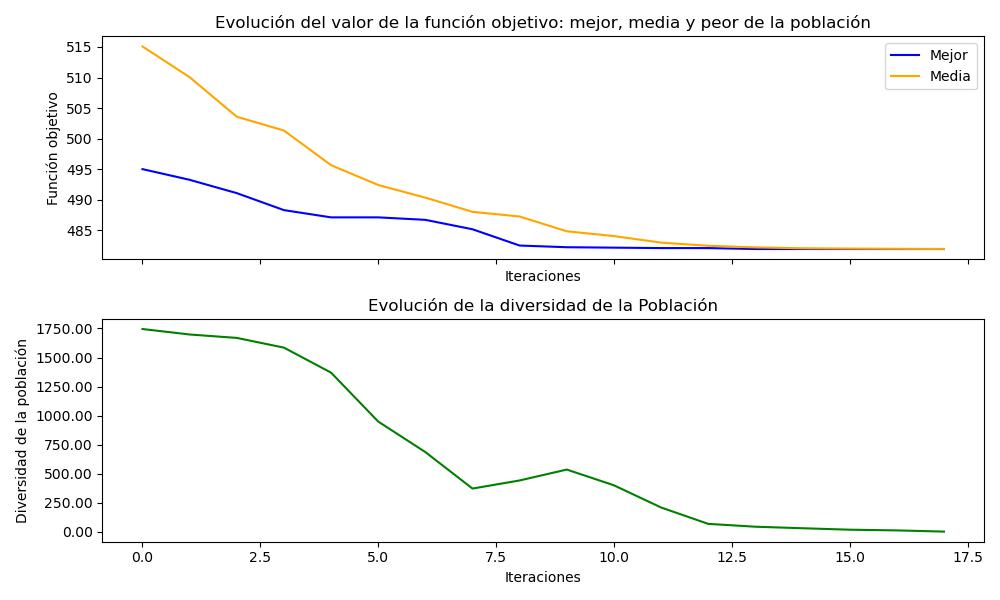 Evolución del valor de la función objetivo: mejor, media y peor de la población
Función objetivo
515
510
505
500
495
490
485
Mejor
Media
Iteraciones
Evolución de la diversidad de la Población
Diversidad de la población
1750.00
1500.00
1250.00
1000.00
750.00
500.00
250.00
0.00
0.0 2.5 5.0 7.5 10.0 12.5 15.0 17.5
Iteraciones